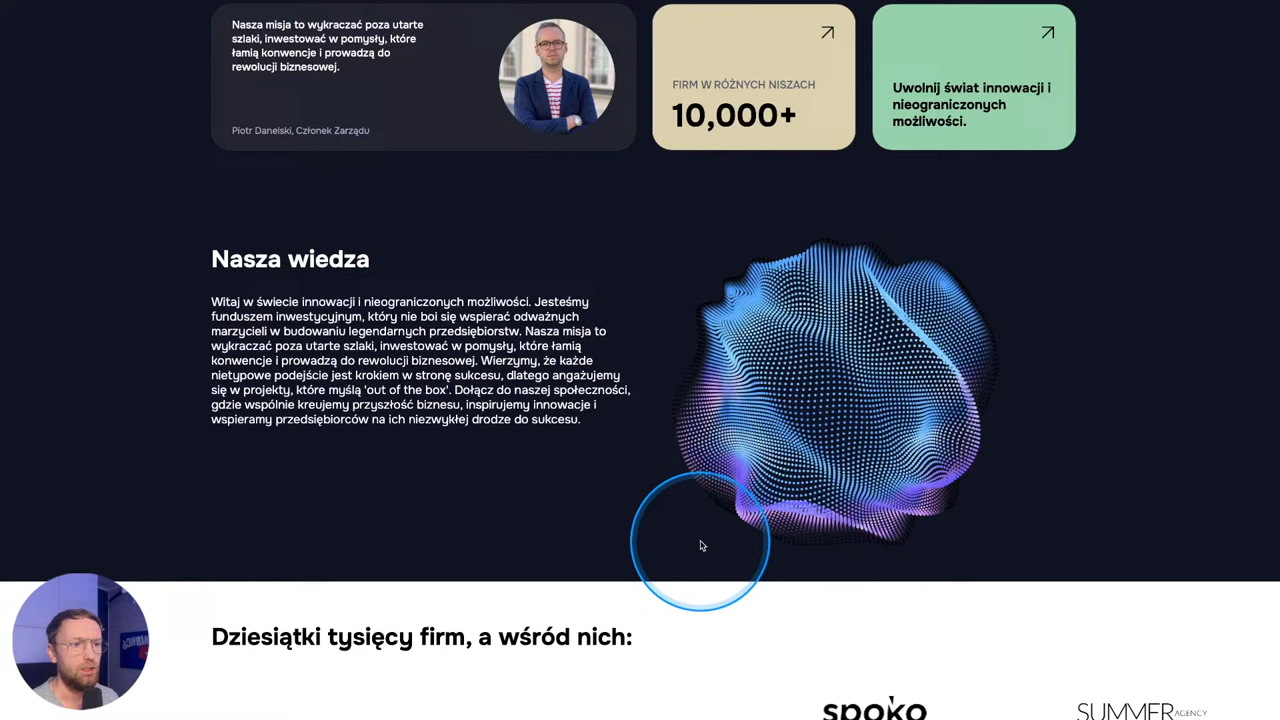 Nasza misja to wykraczać poza utarte
szlaki, inwestować w pomysły, które
łamią konwencje i prowadzą do
rewolucji biznesowej.
Piotr Danelski, Członek Zarządu
FIRM W RÓŻNYCH NISZACH
10,000+
Uwolnij świat innowacji i
nieograniczonych
możliwości.
Nasza wiedza
Witaj w świecie innowacji i nieograniczonych możliwości. Jesteśmy
funduszem inwestycyjnym, który nie boi się wspierać odważnych
marzycieli w budowaniu legendarnych przedsiębiorstw. Nasza misja to
wykraczać poza utarte szlaki, inwestować w pomysły, które łamią
konwencje i prowadzą do rewolucji biznesowej. Wierzymy, że każde
nietypowe podejście jest krokiem w stronę sukcesu, dlatego angażujemy
się w projekty, które myślą 'out of the box'. Dołącz do naszej społeczności,
gdzie wspólnie kreujemy przyszłość biznesu, inspirujemy innowacje i
wspieramy przedsiębiorców na ich niezwykłej drodze do sukcesu.
Dziesiątki tysięcy firm, a wśród nich:
spoko
SUMMER AGENCY